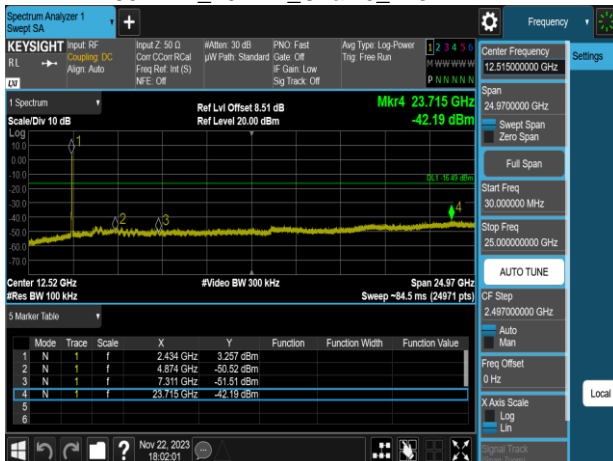 Spectrum Analyzer 1
Swept SA
+
Frequency
KEYSIGHT
RL
LXI
Input: RF
Coupling: DC
Align: Auto
Input Z: 50 Ω
Corr CCorr RCal
Freq Ref: Int (S)
NFE: Off
#Atten: 30 dB
µW Path: Standard
PNO: Fast
Gate: Off
IF Gain: Low
Sig Track: Off
Avg Type: Log-Power
Trig: Free Run
1 2 3 4 5 6
M W W W W W
P N N N N N
1 Spectrum
Scale/Div 10 dB
Ref Lvl Offset 8.51 dB
Ref Level 20.00 dBm
Mkr4 23.715 GHz
-42.19 dBm
Log
10.0
0.00
-10.0
-20.0
-30.0
-40.0
-50.0
-60.0
-70.0
1
2
3
4
DL1 -16.49 dBm
Center 12.52 GHz
#Res BW 100 kHz
#Video BW 300 kHz
Span 24.97 GHz
Sweep ~84.5 ms (24971 pts)
5 Marker Table
Mode Trace Scale X Y Function Function Width Function Value
1 N 1 f 2.434 GHz 3.257 dBm
2 N 1 f 4.874 GHz -50.52 dBm
3 N 1 f 7.311 GHz -51.51 dBm
4 N 1 f 23.715 GHz -42.19 dBm
5
6
Nov 22, 2023
18:02:01
?
Center Frequency
12.515000000 GHz
Span
24.9700000 GHz
Swept Span
Zero Span
Full Span
Start Freq
30.000000 MHz
Stop Freq
25.000000000 GHz
AUTO TUNE
CF Step
2.497000000 GHz
Auto
Man
Freq Offset
0 Hz
X Axis Scale
Log
Lin
Signal Track
Settings
Local